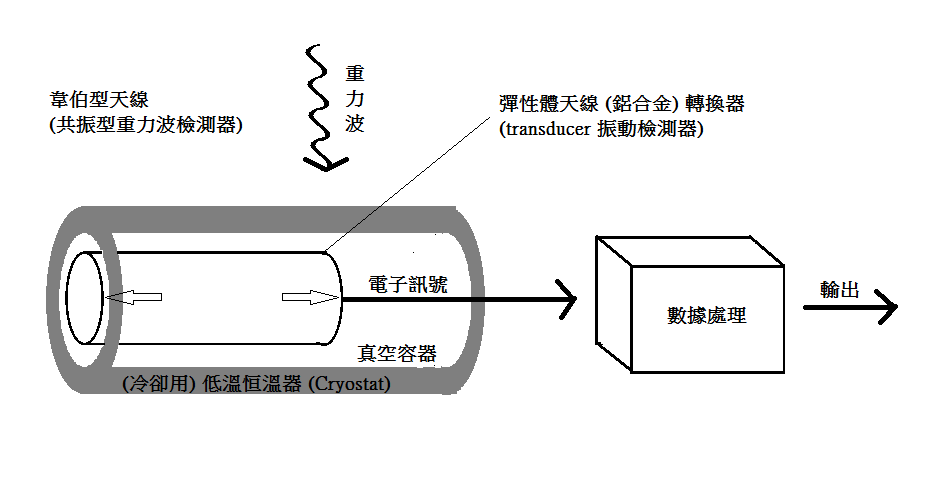 韋伯型天線
(共振型重力波檢測器)
重力波
彈性體天線 (鋁合金) 轉換器
(transducer 振動檢測器)
電子訊號
真空容器
(冷卻用) 低溫恒溫器 (Cryostat)
數據處理
輸出